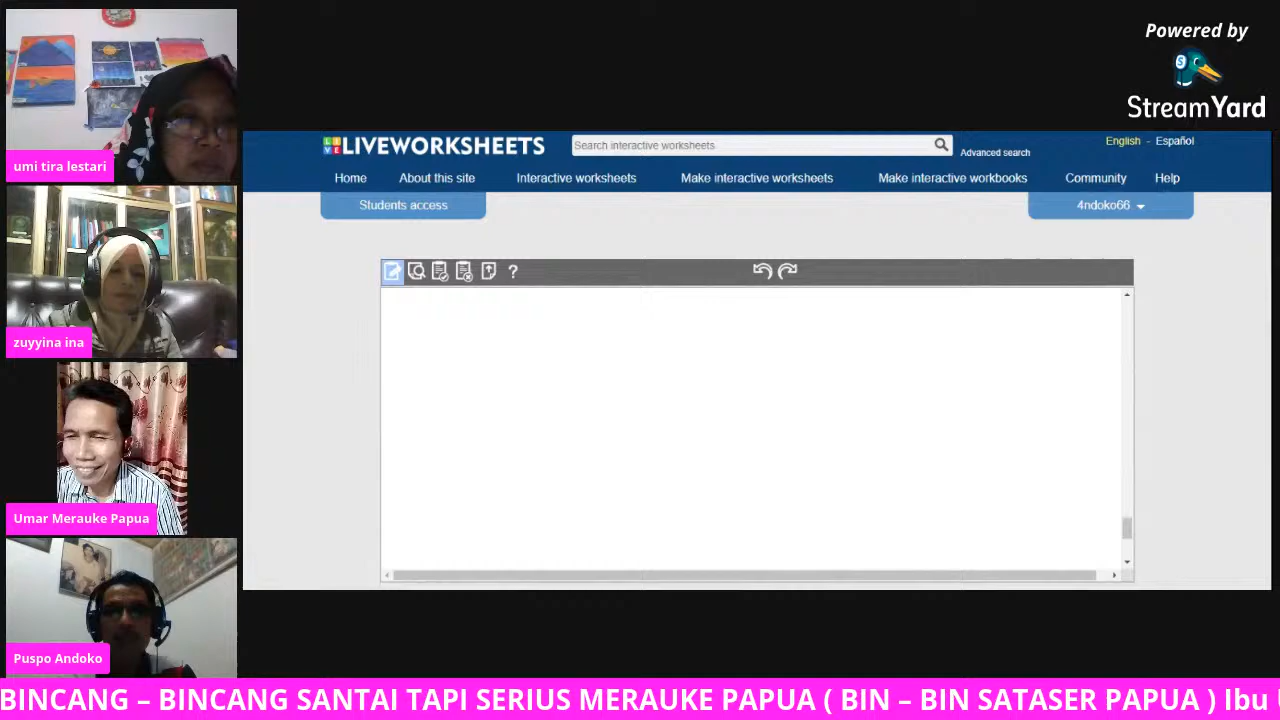 umi tira lestari
zuyyina ina
Umar Merauke Papua
Puspo Andoko
Powered by
StreamYard
LIVEWORKSHEETS
Search interactive worksheets
Advanced search
English - Español
Home About this site Interactive worksheets Make interactive worksheets Make interactive workbooks Community Help
Students access
4ndoko66
?
BINCANG – BINCANG SANTAI TAPI SERIUS MERAUKE PAPUA ( BIN – BIN SATASER PAPUA ) Ibu